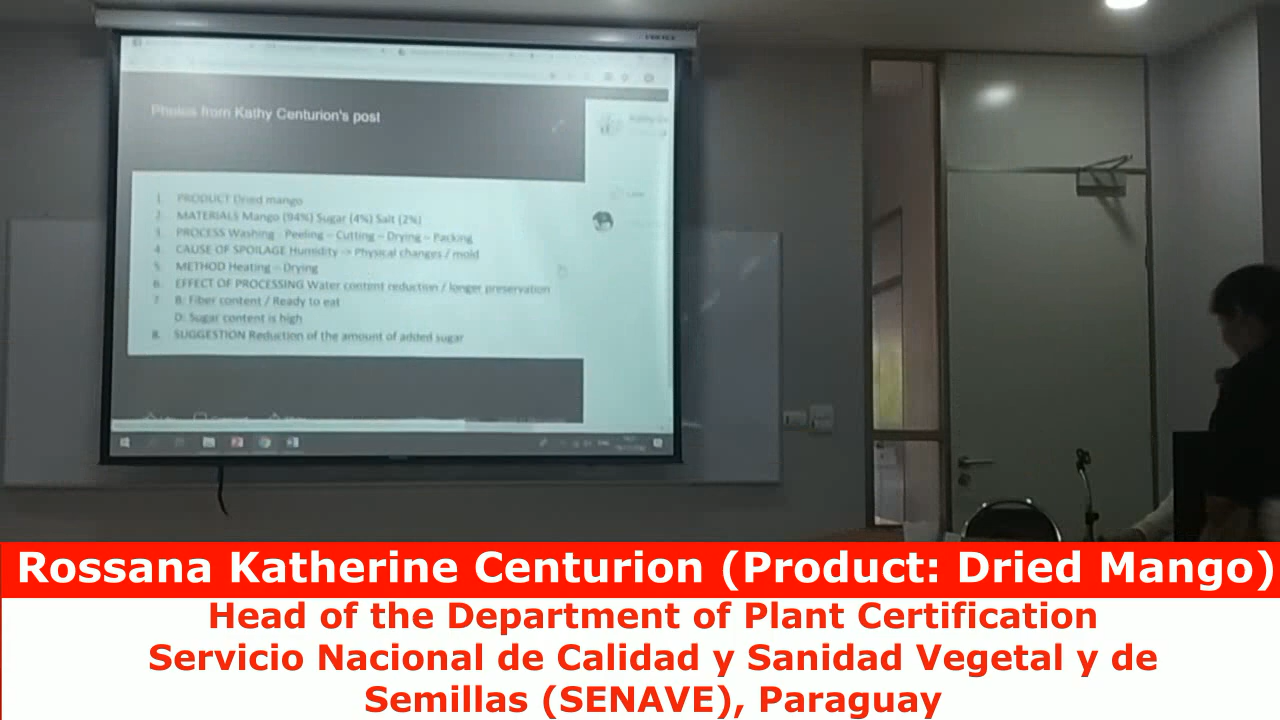 Photos from Kathy Centurion's post
1. PRODUCT Dried mango
2. MATERIALS Mango (94%) Sugar (4%) Salt (2%)
3. PROCESS Washing - Peeling – Cutting – Drying – Packing
4. CAUSE OF SPOILAGE Humidity -> Physical changes / mold
5. METHOD Heating – Drying
6. EFFECT OF PROCESSING Water content reduction / longer preservation
7. B: Fiber content / Ready to eat
D: Sugar content is high
8. SUGGESTION Reduction of the amount of added sugar
Rossana Katherine Centurion (Product: Dried Mango)
Head of the Department of Plant Certification
Servicio Nacional de Calidad y Sanidad Vegetal y de
Semillas (SENAVE), Paraguay